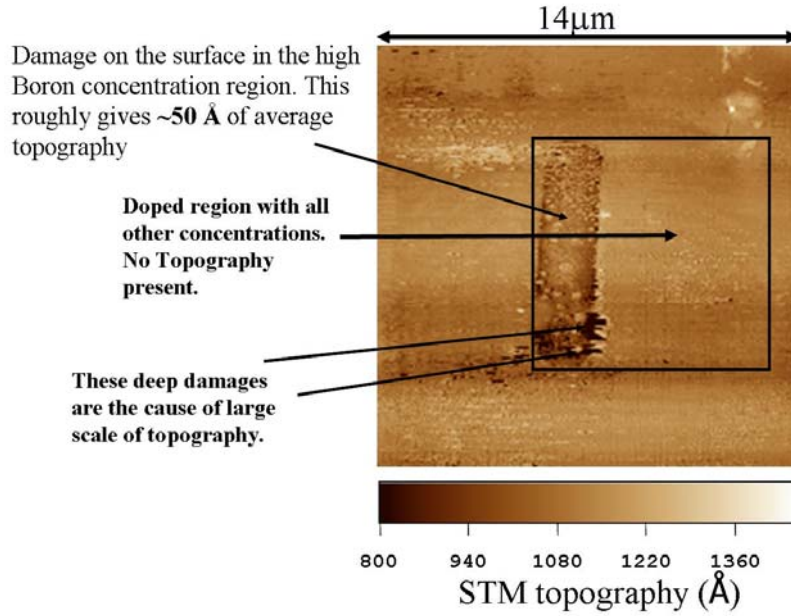 14μm
Damage on the surface in the high
Boron concentration region. This
roughly gives ~50 Å of average
topography
Doped region with all
other concentrations.
No Topography
present.
These deep damages
are the cause of large
scale of topography.
800 940 1080 1220 1360
STM topography (Å)